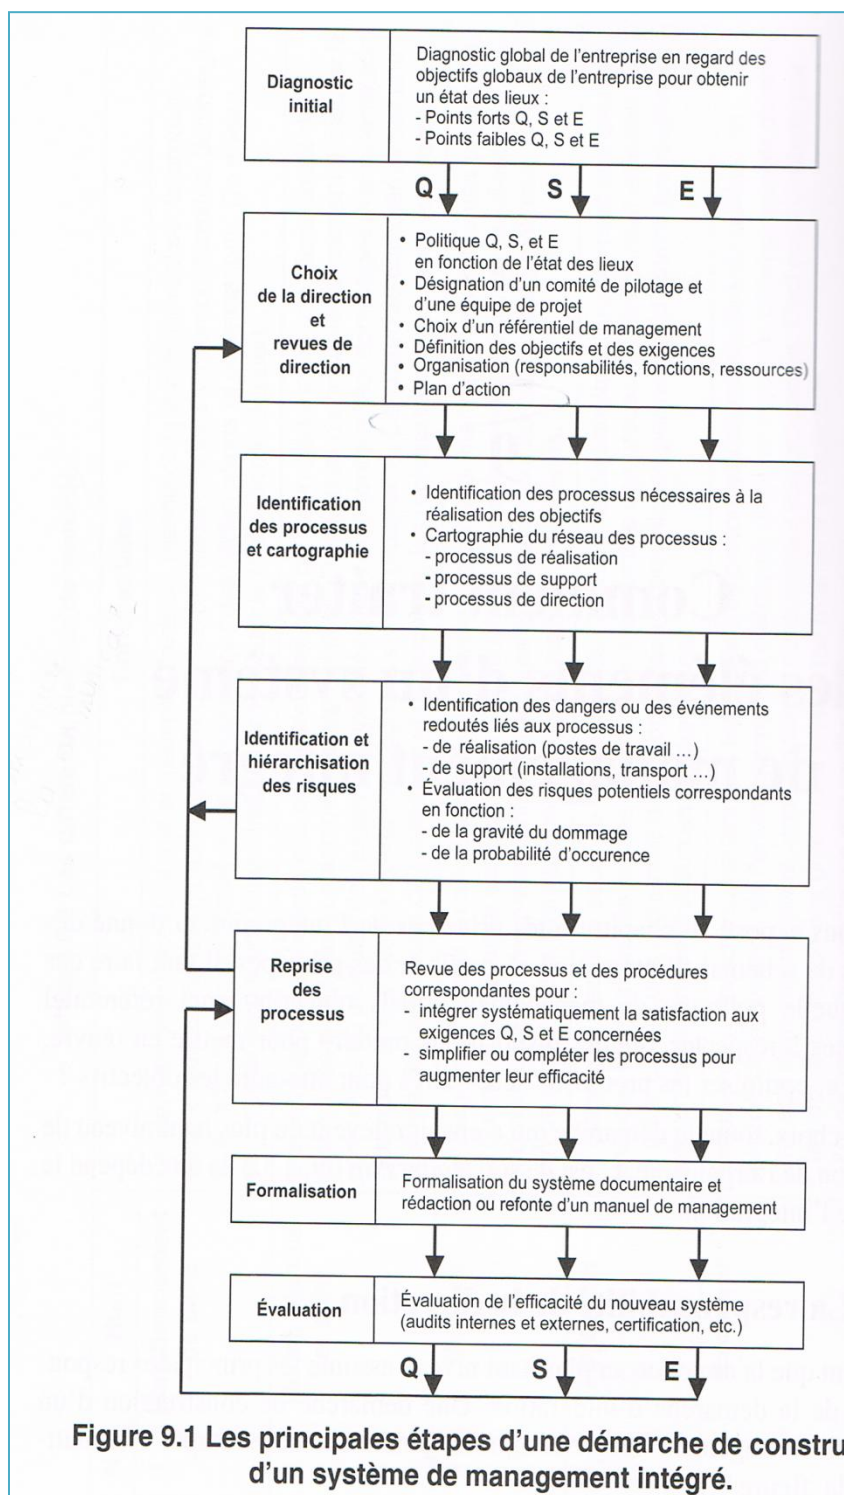 Diagnostic
initial
Diagnostic global de l'entreprise en regard des
objectifs globaux de l'entreprise pour obtenir
un état des lieux :
- Points forts Q, S et E
- Points faibles Q, S et E
Q S E
Choix
de la direction
et
revues de
direction
• Politique Q, S, et E
en fonction de l'état des lieux
• Désignation d'un comité de pilotage et
d'une équipe de projet
• Choix d'un référentiel de management
• Définition des objectifs et des exigences
• Organisation (responsabilités, fonctions, ressources)
• Plan d'action
Identification
des processus
et cartographie
• Identification des processus nécessaires à la
réalisation des objectifs
• Cartographie du réseau des processus :
- processus de réalisation
- processus de support
- processus de direction
Identification et
hiérarchisation
des risques
• Identification des dangers ou des événements
redoutés liés aux processus :
- de réalisation (postes de travail ...)
- de support (installations, transport ...)
• Évaluation des risques potentiels correspondants
en fonction :
- de la gravité du dommage
- de la probabilité d'occurence
Reprise
des
processus
Revue des processus et des procédures
correspondantes pour :
- intégrer systématiquement la satisfaction aux
exigences Q, S et E concernées
- simplifier ou compléter les processus pour
augmenter leur efficacité
Formalisation
Formalisation du système documentaire et
rédaction ou refonte d'un manuel de management
Évaluation
Évaluation de l'efficacité du nouveau système
(audits internes et externes, certification, etc.)
Q S E
Figure 9.1 Les principales étapes d'une démarche de constru
d'un système de management intégré.